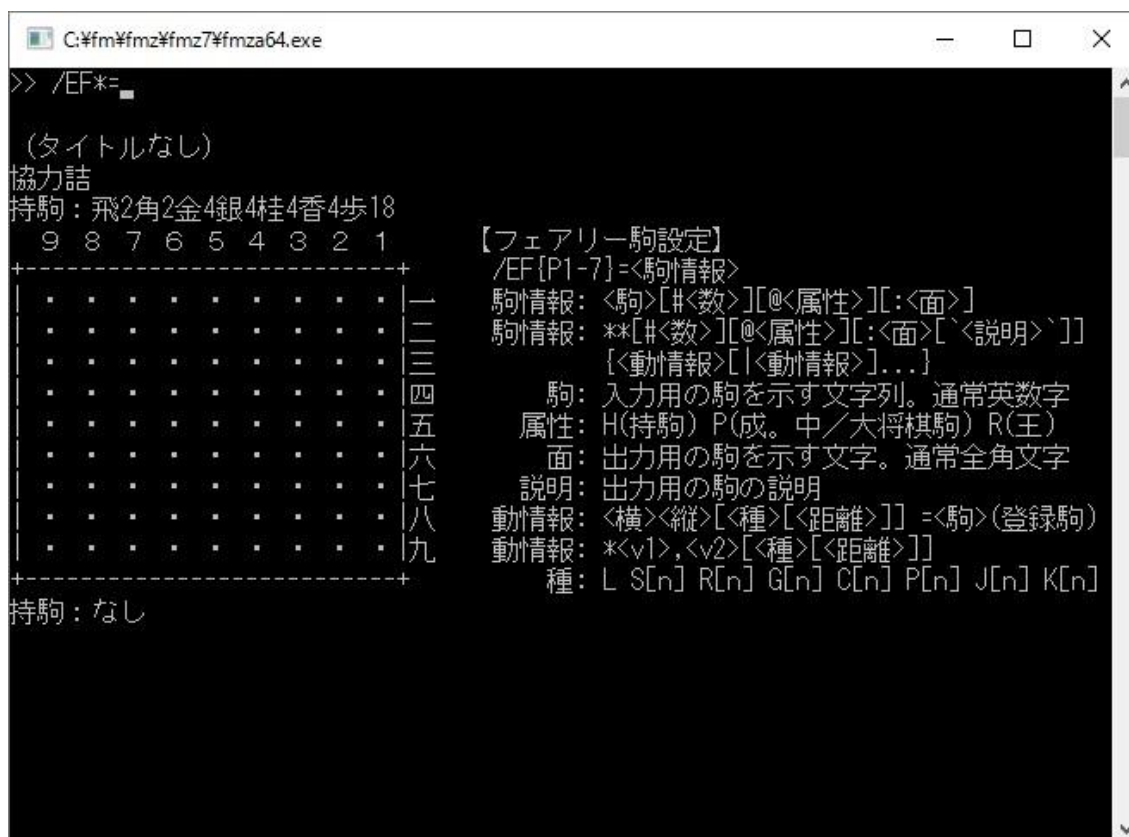 C:¥fm¥fmz¥fmz7¥fmza64.exe
>> /EF*=_
(タイトルなし)
協力詰
持駒：飛2角2金4銀4桂4香4歩18
9 8 7 6 5 4 3 2 1 【フェアリー駒設定】
+---------------------------+ /EF{P1-7}=<駒情報>
| ・ ・ ・ ・ ・ ・ ・ ・ ・|一 駒情報: <駒>[#<数>][@<属性>][:<面>]
| ・ ・ ・ ・ ・ ・ ・ ・ ・|二 駒情報: **[#<数>][@<属性>][:<面>[`<説明>`]]
| ・ ・ ・ ・ ・ ・ ・ ・ ・|三 {<動情報>[|<動情報>]...}
| ・ ・ ・ ・ ・ ・ ・ ・ ・|四 駒: 入力用の駒を示す文字列。通常英数字
| ・ ・ ・ ・ ・ ・ ・ ・ ・|五 属性: H(持駒) P(成。中／大将棋駒) R(王)
| ・ ・ ・ ・ ・ ・ ・ ・ ・|六 面: 出力用の駒を示す文字。通常全角文字
| ・ ・ ・ ・ ・ ・ ・ ・ ・|七 説明: 出力用の駒の説明
| ・ ・ ・ ・ ・ ・ ・ ・ ・|八 動情報: <横><縦>[<種>[<距離>]] =<駒>(登録駒)
| ・ ・ ・ ・ ・ ・ ・ ・ ・|九 動情報: *<v1>,<v2>[<種>[<距離>]]
+---------------------------+ 種: L S[n] R[n] G[n] C[n] P[n] J[n] K[n]
持駒：なし